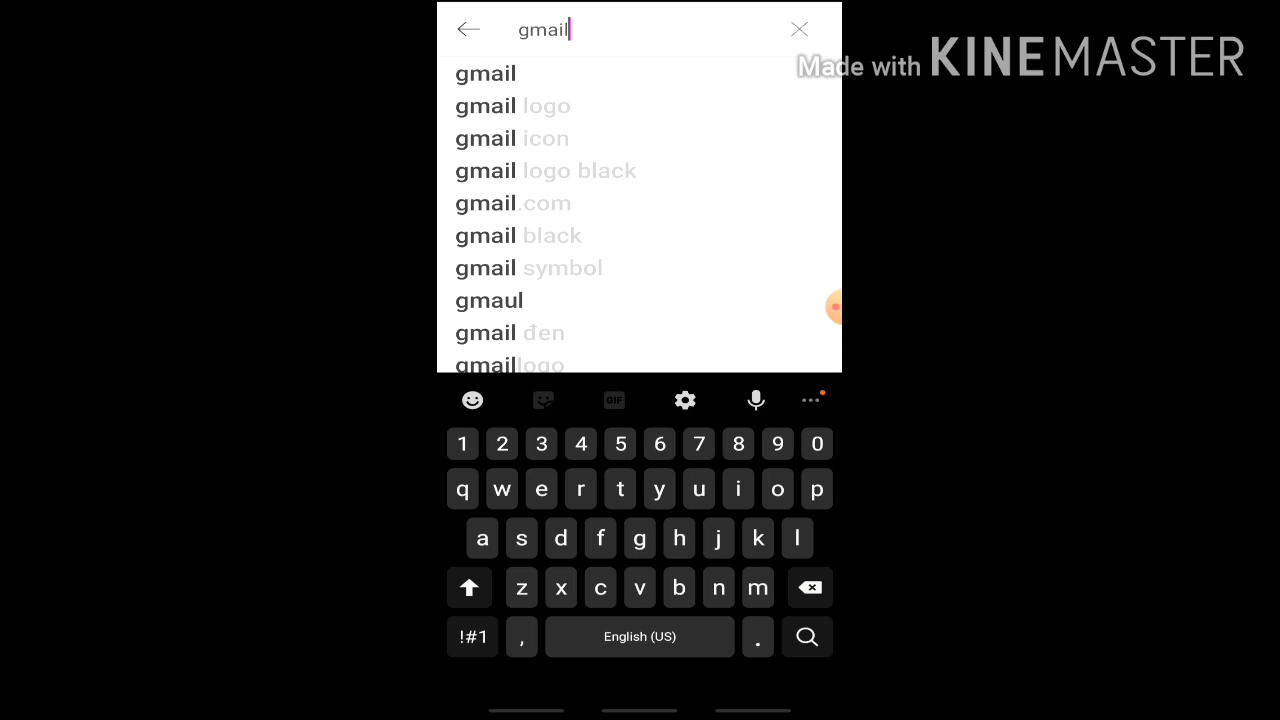 gmail
Made with KINEMASTER
gmail
gmail logo
gmail icon
gmail logo black
gmail.com
gmail black
gmail symbol
gmaul
gmail đen
gmaillogo
GIF
1 2 3 4 5 6 7 8 9 0
q w e r t y u i o p
a s d f g h j k l
z x c v b n m
!#1 , English (US) .